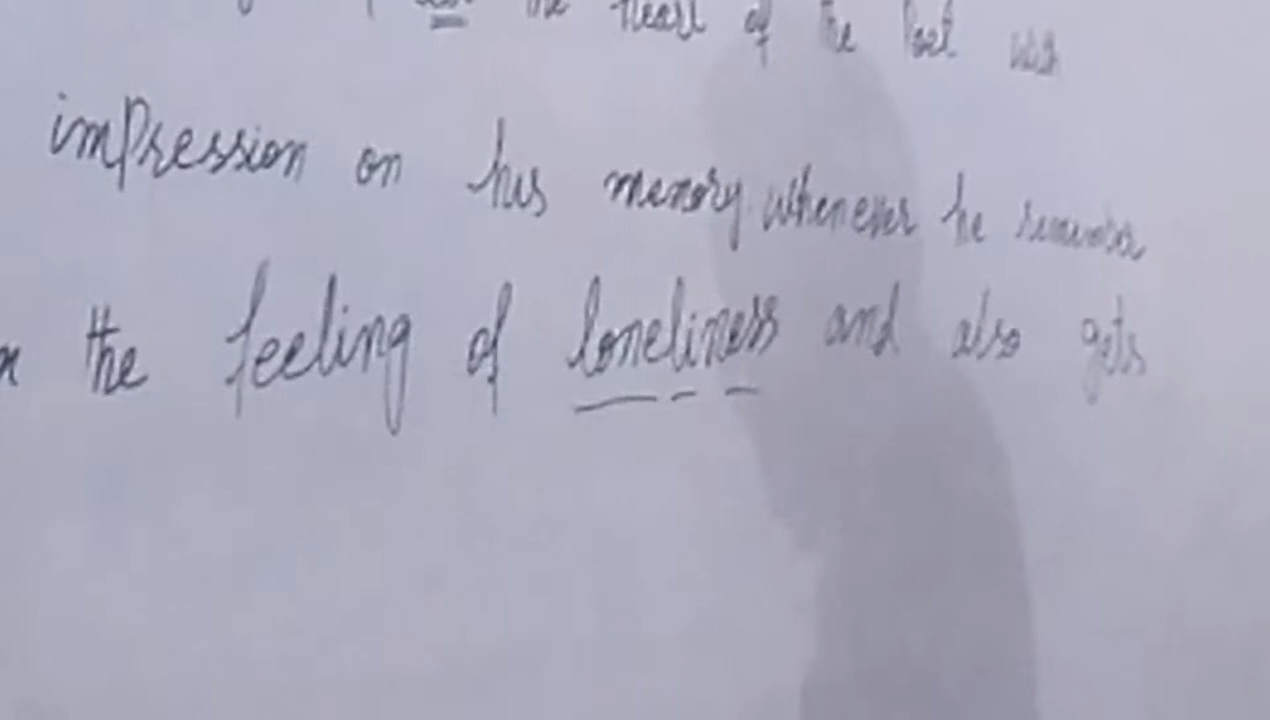 the heart of the Poet was
impression on his memory whenever he
the feeling of loneliness and also gets